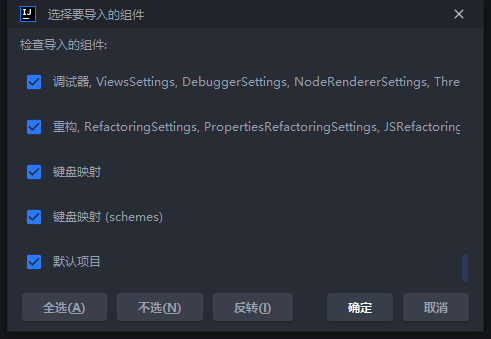 IJ 选择要导入的组件
检查导入的组件:
调试器, ViewsSettings, DebuggerSettings, NodeRendererSettings, Thre
重构, RefactoringSettings, PropertiesRefactoringSettings, JSRefactoring
键盘映射
键盘映射 (schemes)
默认项目
全选(A) 不选(N) 反转(I) 确定 取消